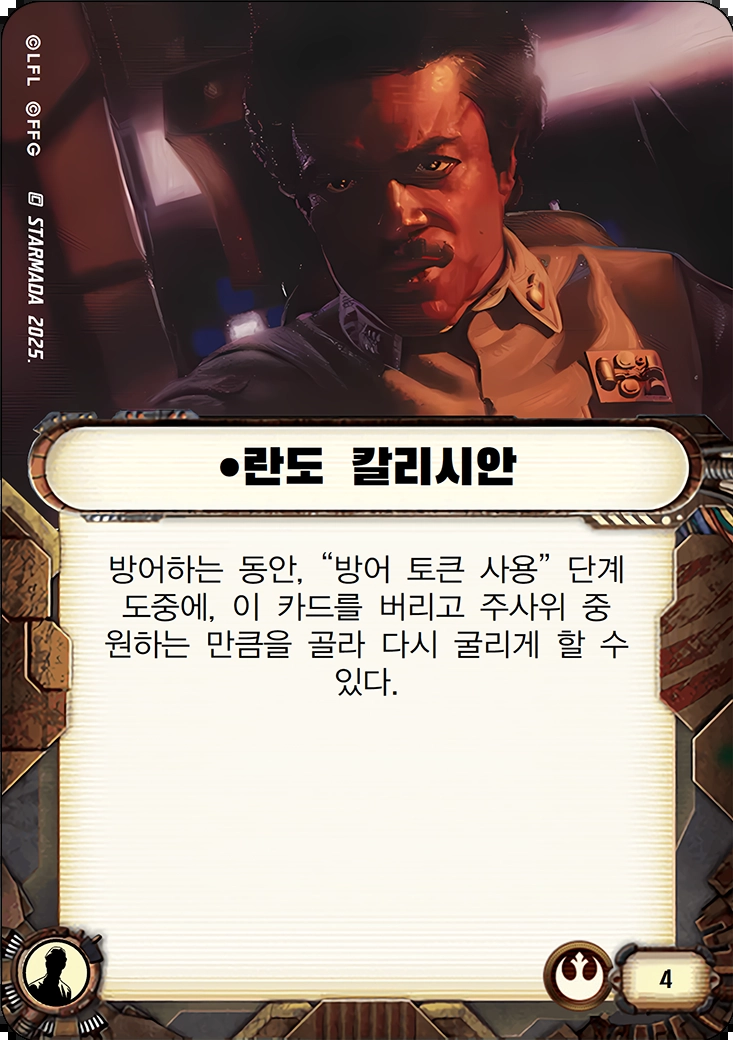 ©LFL ©FFG
STARMADA 2025.
•란도 칼리시안
방어하는 동안, “방어 토큰 사용” 단계
도중에, 이 카드를 버리고 주사위 중
원하는 만큼을 골라 다시 굴리게 할 수
있다.
4